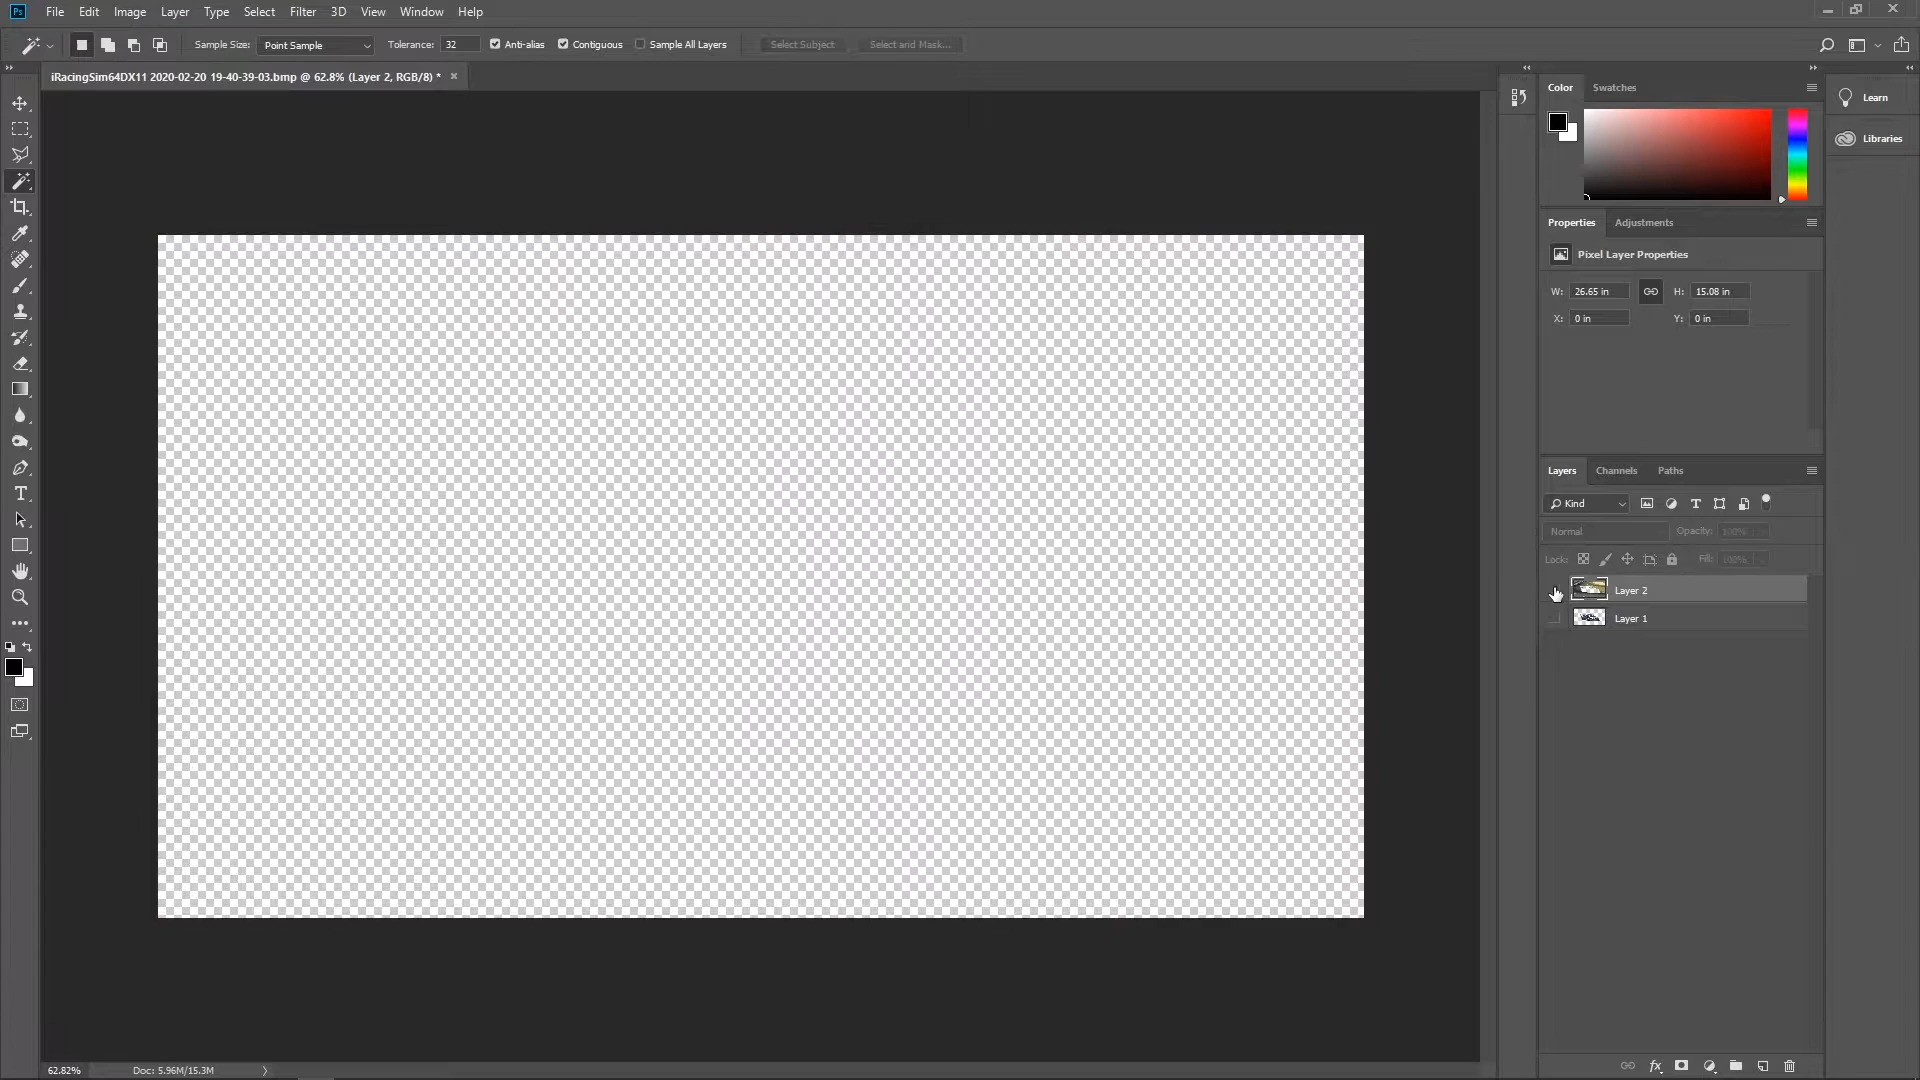 Ps File Edit Image Layer Type Select Filter 3D View Window Help
Sample Size: Point Sample Tolerance: 32 Anti-alias Contiguous Sample All Layers Select Subject Select and Mask...
iRacingSim64DX11 2020-02-20 19-40-39-03.bmp @ 62.8% (Layer 2, RGB/8) *
Color Swatches
Learn
Libraries
Properties Adjustments
Pixel Layer Properties
W: 26.65 in H: 15.08 in
X: 0 in Y: 0 in
Layers Channels Paths
Kind
Normal Opacity: 100%
Lock: Fill: 100%
Layer 2
Layer 1
62.82% Doc: 5.96M/15.3M